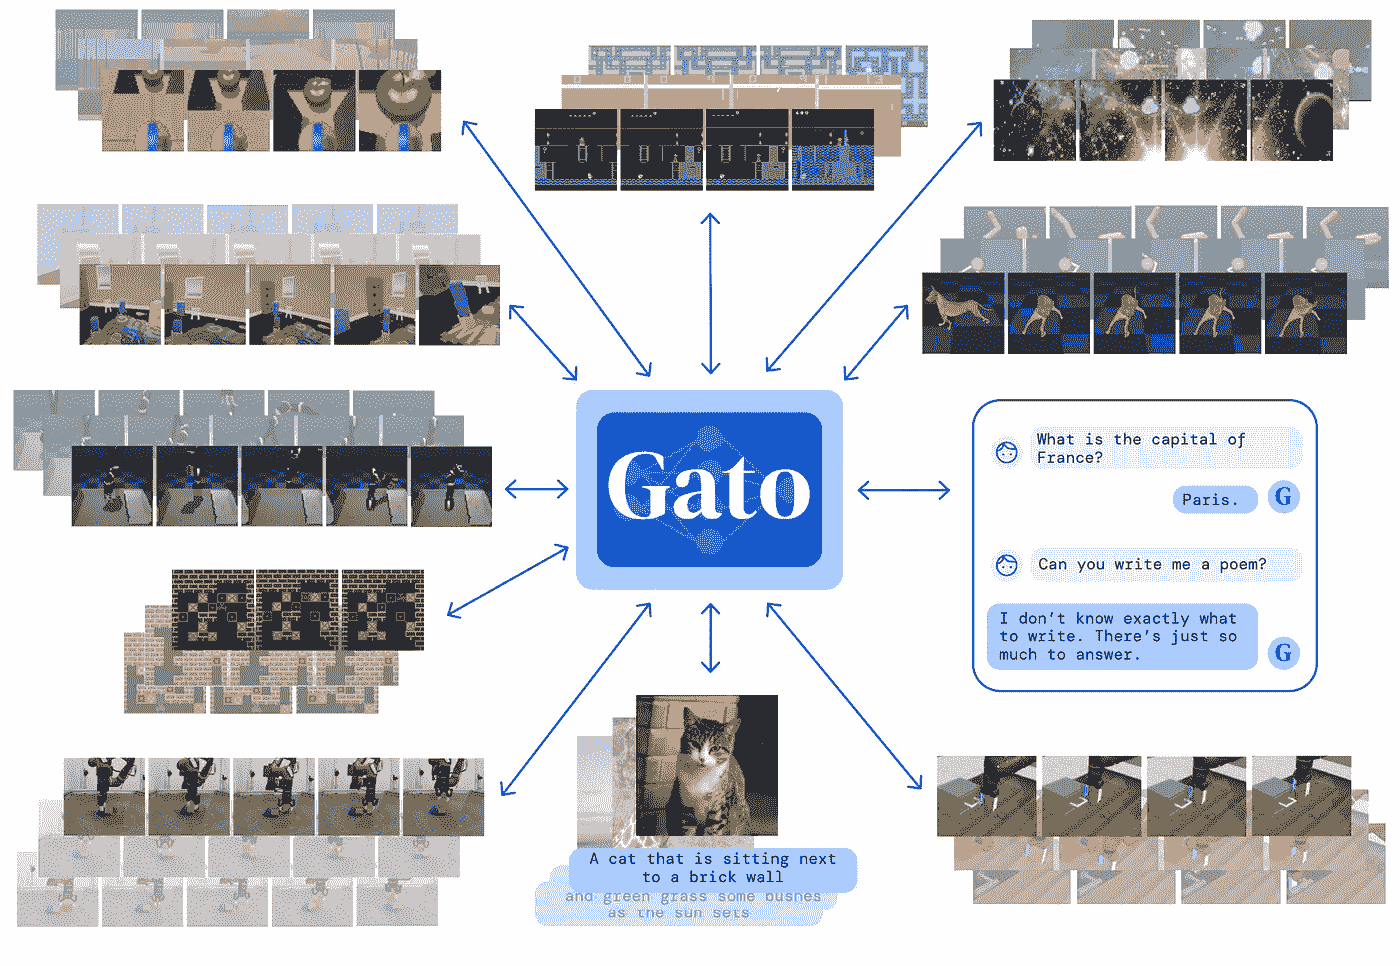 Gato
What is the capital of
France?
Paris.
G
Can you write me a poem?
I don’t know exactly what
to write. There’s just so
much to answer.
G
A cat that is sitting next
to a brick wall
and green grass some bushes
as the sun sets